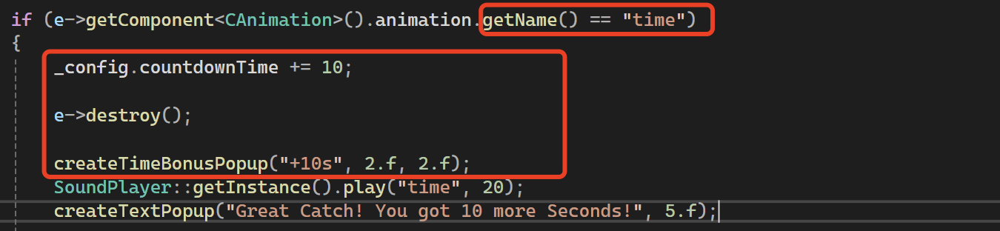 if (e->getComponent<CAnimation>().animation.getName() == "time")
{
_config.countdownTime += 10;
e->destroy();
createTimeBonusPopup("+10s", 2.f, 2.f);
SoundPlayer::getInstance().play("time", 20);
createTextPopup("Great Catch! You got 10 more Seconds!", 5.f);